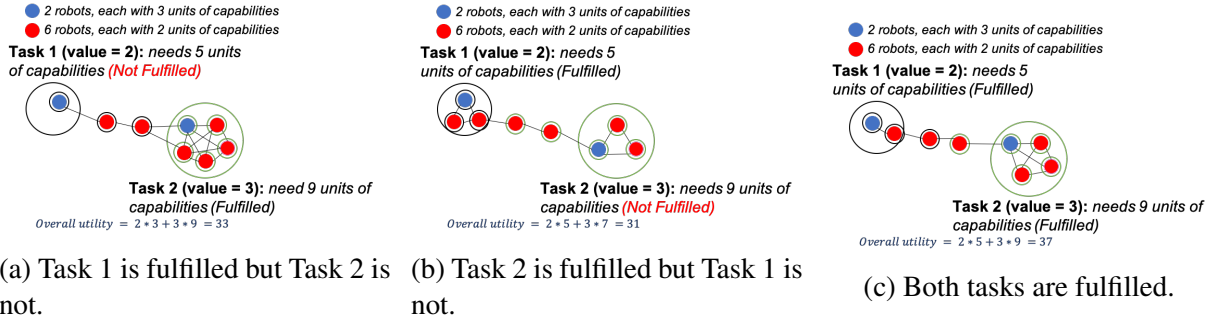 2 robots, each with 3 units of capabilities
6 robots, each with 2 units of capabilities
Task 1 (value = 2): needs 5 units
of capabilities (Not Fulfilled)
Task 2 (value = 3): need 9 units of
capabilities (Fulfilled)
Overall utility = 2 * 3 + 3 * 9 = 33
(a) Task 1 is fulfilled but Task 2 is
not.
2 robots, each with 3 units of capabilities
6 robots, each with 2 units of capabilities
Task 1 (value = 2): needs 5
units of capabilities (Fulfilled)
Task 2 (value = 3): needs 9 units of
capabilities (Not Fulfilled)
Overall utility = 2 * 5 + 3 * 7 = 31
(b) Task 2 is fulfilled but Task 1 is
not.
2 robots, each with 3 units of capabilities
6 robots, each with 2 units of capabilities
Task 1 (value = 2): needs 5
units of capabilities (Fulfilled)
Task 2 (value = 3): needs 9 units of
capabilities (Fulfilled)
Overall utility = 2 * 5 + 3 * 9 = 37
(c) Both tasks are fulfilled.